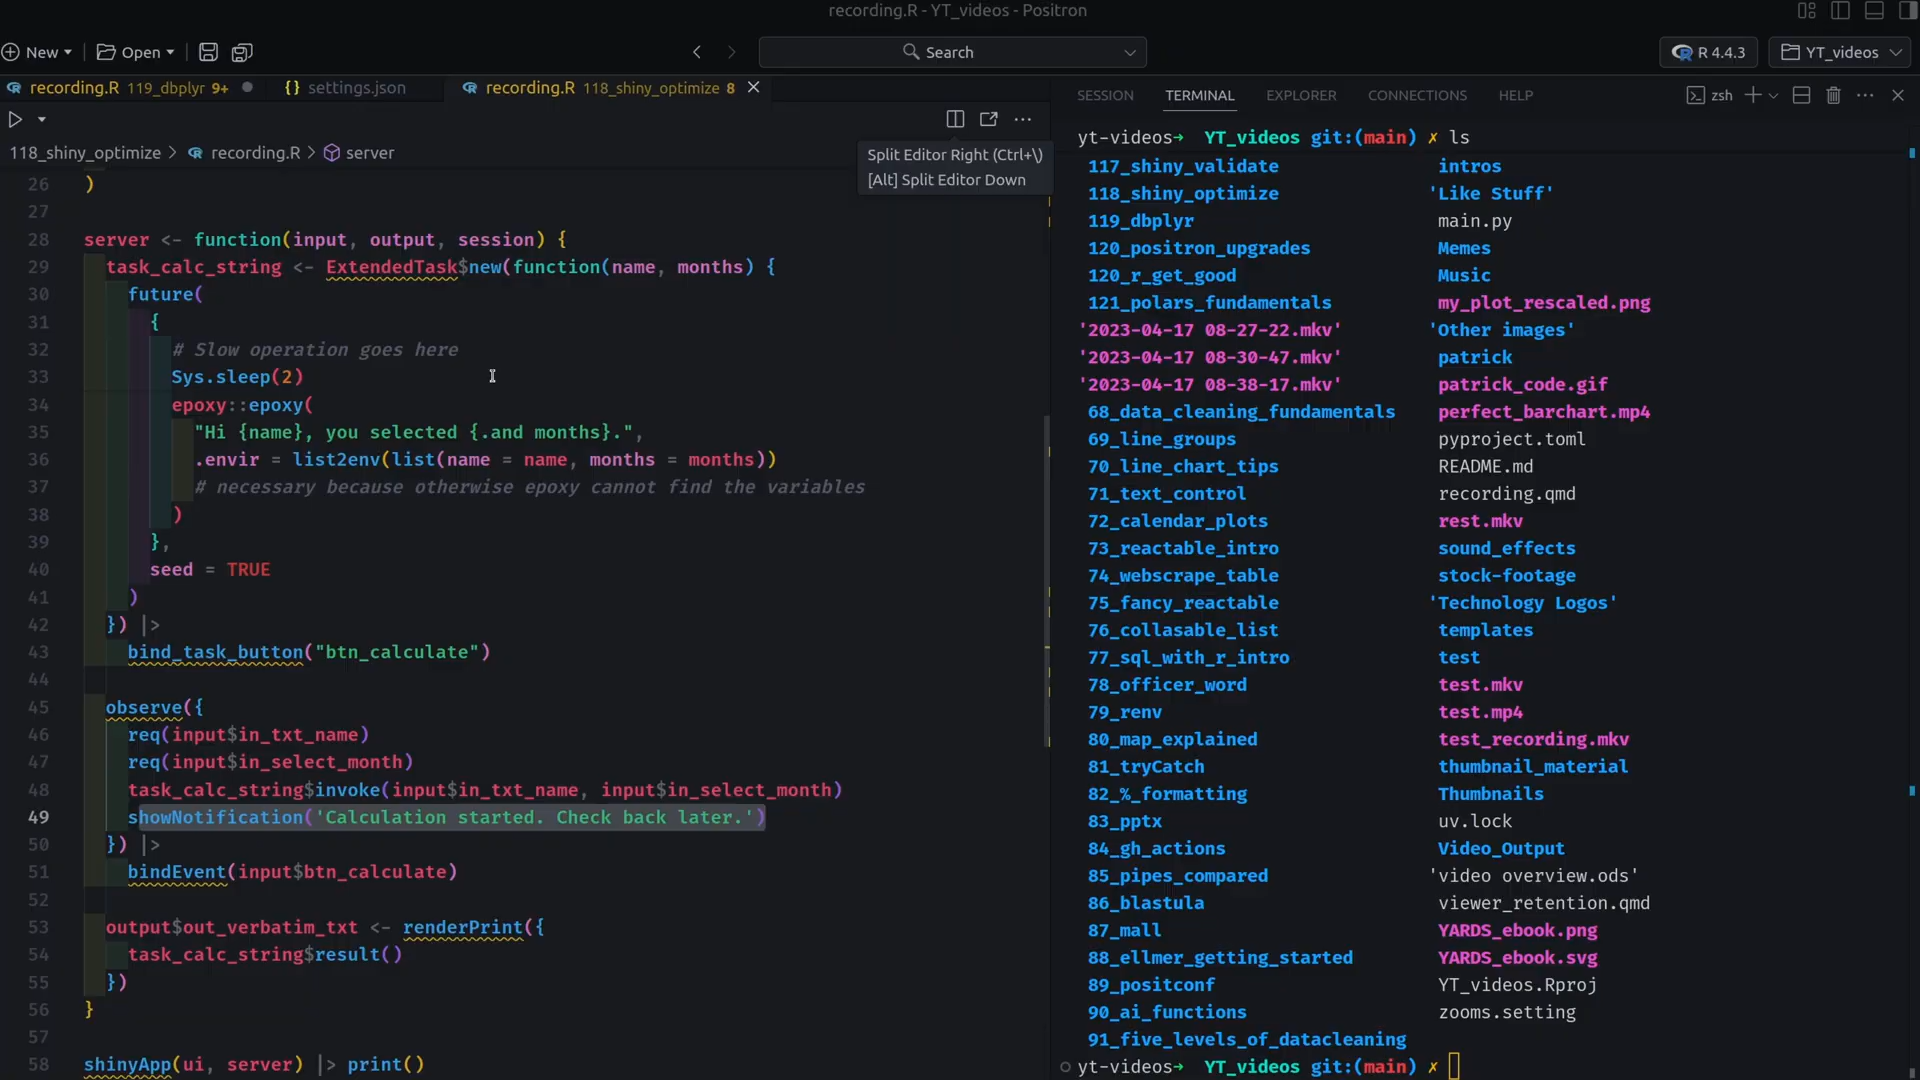 recording.R - YT_videos - Positron
New
Open
Search
R 4.4.3
YT_videos
recording.R 119_dbplyr 9+
{} settings.json
recording.R 118_shiny_optimize 8
118_shiny_optimize > recording.R > server
Split Editor Right (Ctrl+\)
[Alt] Split Editor Down
26 )
27
28 server <- function(input, output, session) {
29 task_calc_string <- ExtendedTask$new(function(name, months) {
30 future(
31 {
32 # Slow operation goes here
33 Sys.sleep(2)
34 epoxy::epoxy(
35 "Hi {name}, you selected {.and months}.",
36 .envir = list2env(list(name = name, months = months))
37 # necessary because otherwise epoxy cannot find the variables
38 )
39 },
40 seed = TRUE
41 )
42 }) |>
43 bind_task_button("btn_calculate")
44
45 observe({
46 req(input$in_txt_name)
47 req(input$in_select_month)
48 task_calc_string$invoke(input$in_txt_name, input$in_select_month)
49 showNotification('Calculation started. Check back later.')
50 }) |>
51 bindEvent(input$btn_calculate)
52
53 output$out_verbatim_txt <- renderPrint({
54 task_calc_string$result()
55 })
56 }
57
58 shinyApp(ui, server) |> print()
SESSION TERMINAL EXPLORER CONNECTIONS HELP
zsh
yt-videos→ YT_videos git:(main) ✗ ls
117_shiny_validate intros
118_shiny_optimize 'Like Stuff'
119_dbplyr main.py
120_positron_upgrades Memes
120_r_get_good Music
121_polars_fundamentals my_plot_rescaled.png
'2023-04-17 08-27-22.mkv' 'Other images'
'2023-04-17 08-30-47.mkv' patrick
'2023-04-17 08-38-17.mkv' patrick_code.gif
68_data_cleaning_fundamentals perfect_barchart.mp4
69_line_groups pyproject.toml
70_line_chart_tips README.md
71_text_control recording.qmd
72_calendar_plots rest.mkv
73_reactable_intro sound_effects
74_webscrape_table stock-footage
75_fancy_reactable 'Technology Logos'
76_collasable_list templates
77_sql_with_r_intro test
78_officer_word test.mkv
79_renv test.mp4
80_map_explained test_recording.mkv
81_tryCatch thumbnail_material
82_%_formatting Thumbnails
83_pptx uv.lock
84_gh_actions Video_Output
85_pipes_compared 'video overview.ods'
86_blastula viewer_retention.qmd
87_mall YARDS_ebook.png
88_ellmer_getting_started YARDS_ebook.svg
89_positconf YT_videos.Rproj
90_ai_functions zooms.setting
91_five_levels_of_datacleaning
yt-videos→ YT_videos git:(main) ✗